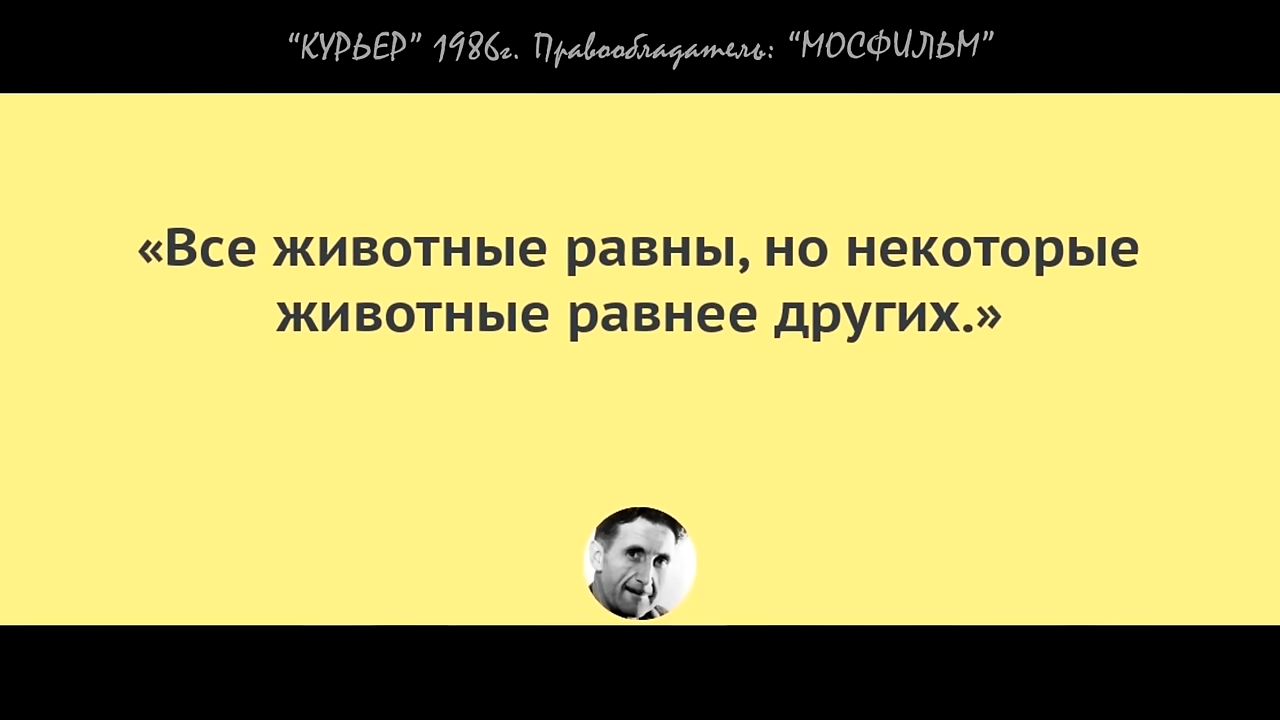 “КУРЬЕР” 1986г. Правообладатель: “МОСФИЛЬМ”
«Все животные равны, но некоторые
животные равнее других.»